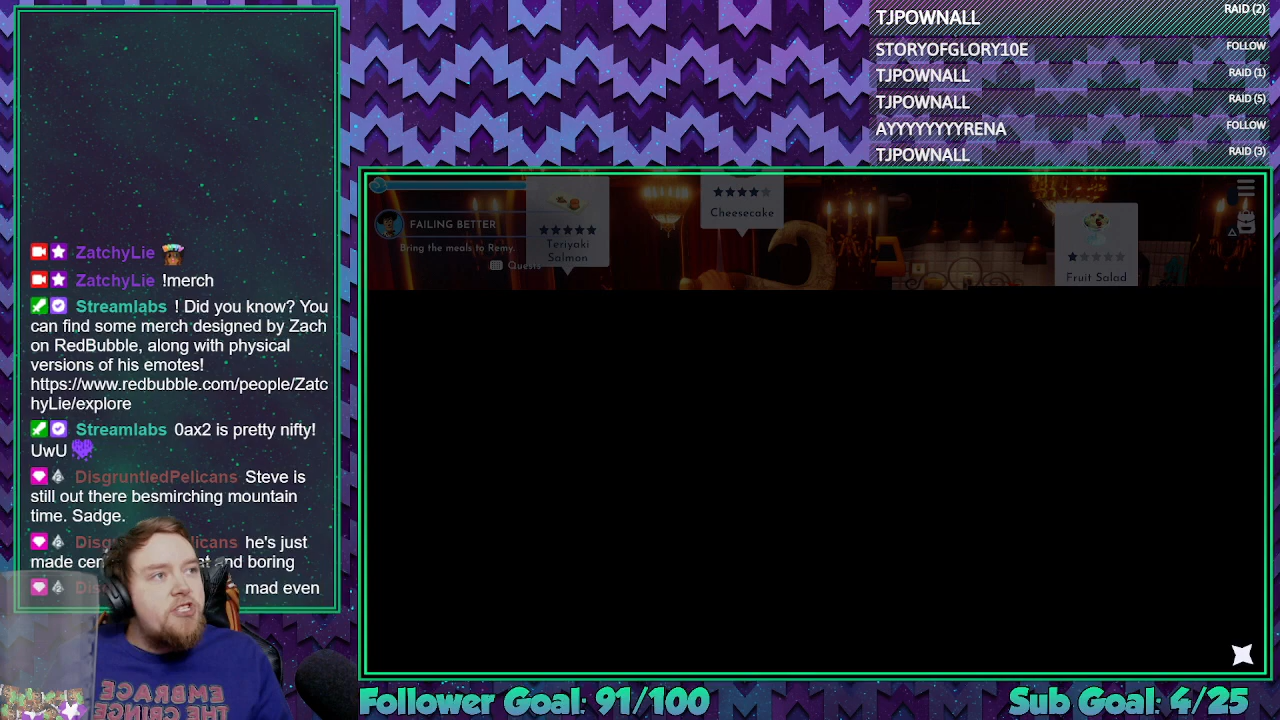 ZatchyLie
ZatchyLie !merch
Streamlabs ! Did you know? You
can find some merch designed by Zach
on RedBubble, along with physical
versions of his emotes!
https://www.redbubble.com/people/Zatc
hyLie/explore
Streamlabs 0ax2 is pretty nifty!
UwU
DisgruntledPelicans Steve is
still out there besmirching mountain
time. Sadge.
he's just
made and boring
mad even
EMBRACE
THE CRINGE
TJPOWNALL RAID (2)
STORYOFGLORY10E FOLLOW
TJPOWNALL RAID (1)
TJPOWNALL RAID (5)
AYYYYYYYRENA FOLLOW
TJPOWNALL RAID (3)
FAILING BETTER
Bring the meals to Remy.
Quests
Teriyaki
Salmon
Cheesecake
Fruit Salad
Follower Goal: 91/100
Sub Goal: 4/25